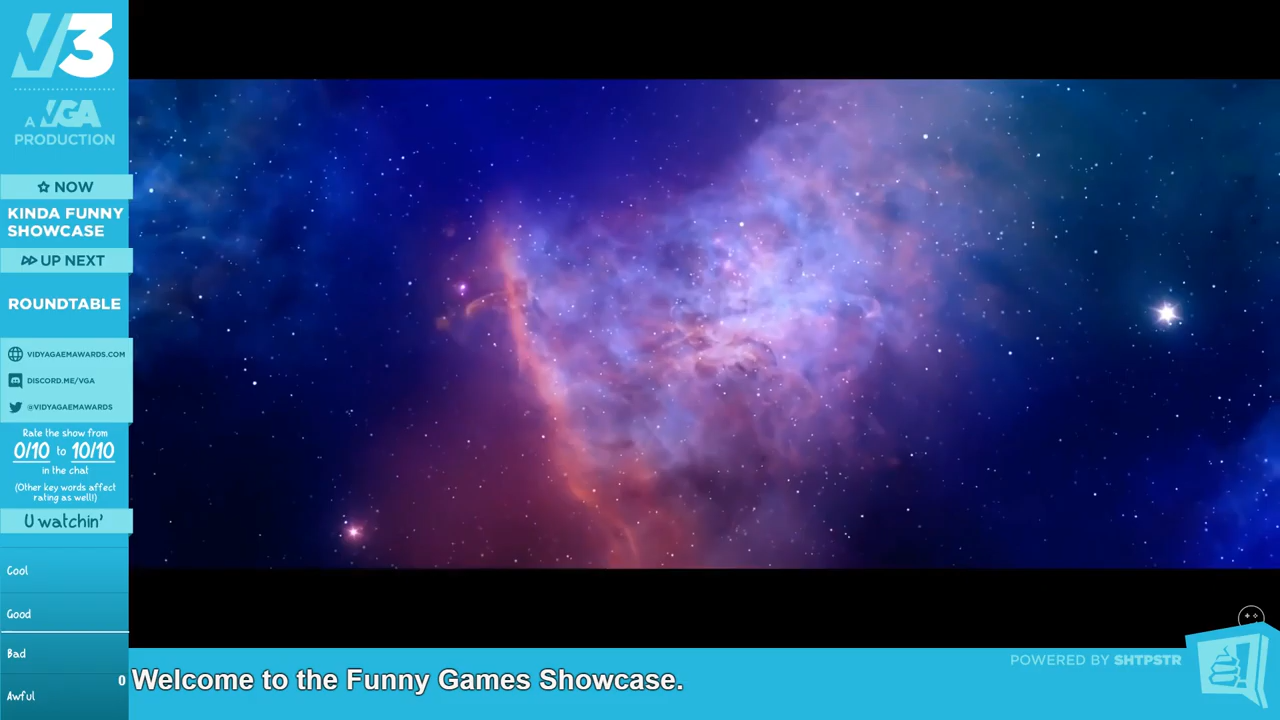 V3
A VGA
PRODUCTION
NOW
KINDA FUNNY
SHOWCASE
UP NEXT
ROUNDTABLE
VIDYAGAEMAWARDS.COM
DISCORD.ME/VGA
@VIDYAGAEMAWARDS
Rate the show from
0/10 to 10/10
in the chat
(Other key words affect
rating as well!)
U watchin'
Cool
Good
Bad
Awful
0
Welcome to the Funny Games Showcase.
POWERED BY SHTPSTR